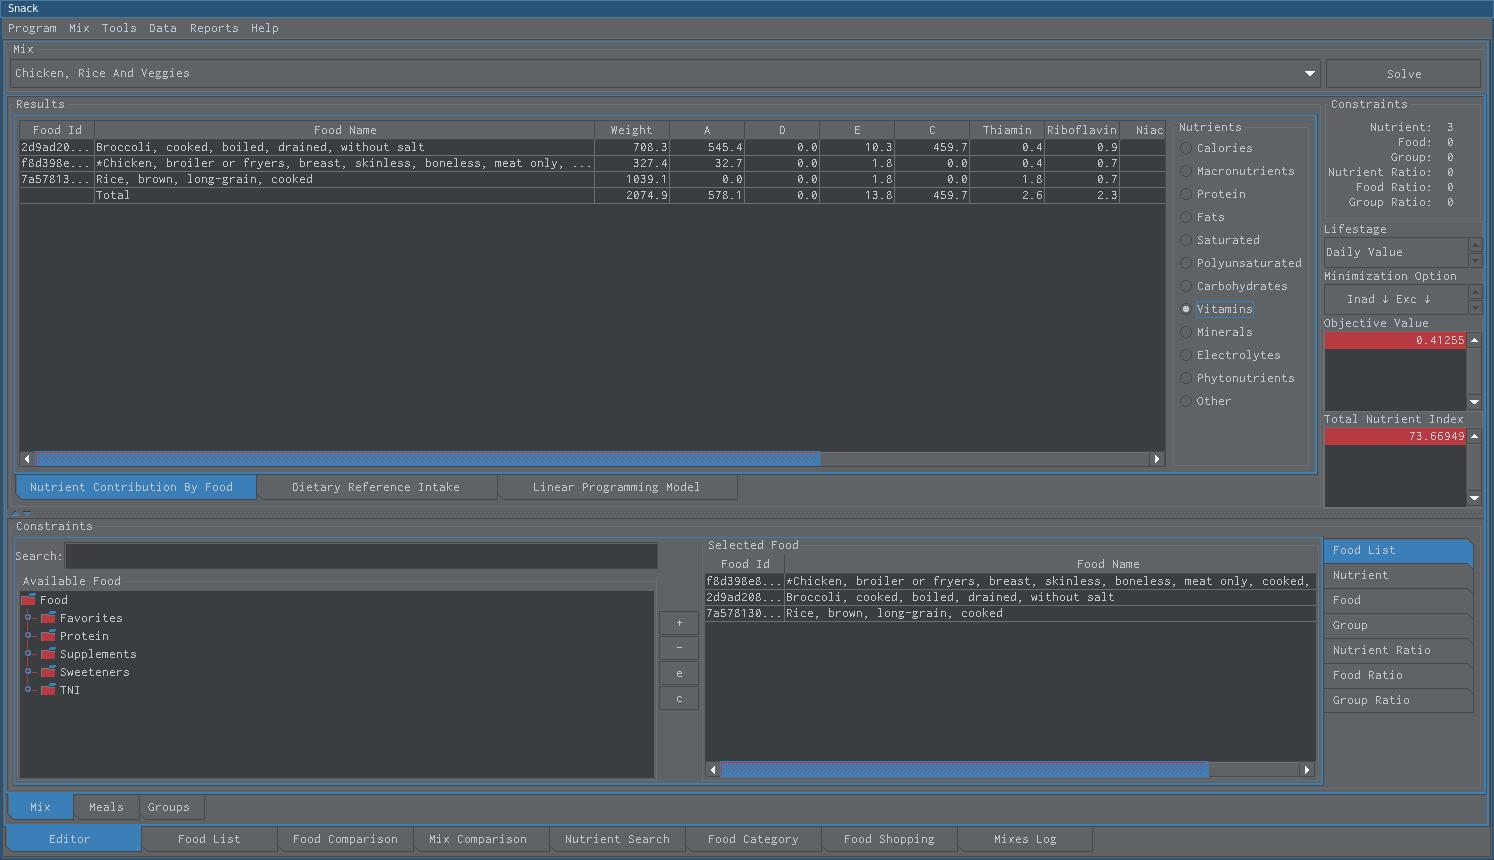 Snack
Program Mix Tools Data Reports Help
Mix
Chicken, Rice And Veggies
Solve
Results
Food Id Food Name Weight A D E C Thiamin Riboflavin Niac
2d9ad20... Broccoli, cooked, boiled, drained, without salt 708.3 545.4 0.0 10.3 459.7 0.4 0.9
f8d398e... *Chicken, broiler or fryers, breast, skinless, boneless, meat only, ... 327.4 32.7 0.0 1.8 0.0 0.4 0.7
7a57813... Rice, brown, long-grain, cooked 1039.1 0.0 0.0 1.8 0.0 1.8 0.7
Total 2074.9 578.1 0.0 13.8 459.7 2.6 2.3
Nutrients
Calories
Macronutrients
Protein
Fats
Saturated
Polyunsaturated
Carbohydrates
Vitamins
Minerals
Electrolytes
Phytonutrients
Other
Constraints
Nutrient: 3
Food: 0
Group: 0
Nutrient Ratio: 0
Food Ratio: 0
Group Ratio: 0
Lifestage
Daily Value
Minimization Option
Inad ↓ Exc ↓
Objective Value
0.41255
Total Nutrient Index
73.66949
Nutrient Contribution By Food Dietary Reference Intake Linear Programming Model
Constraints
Search:
Available Food
Food
Favorites
Protein
Supplements
Sweeteners
TNI
+
-
e
c
Selected Food
Food Id Food Name
f8d398e8... *Chicken, broiler or fryers, breast, skinless, boneless, meat only, cooked,
2d9ad208... Broccoli, cooked, boiled, drained, without salt
7a578130... Rice, brown, long-grain, cooked
Food List
Nutrient
Food
Group
Nutrient Ratio
Food Ratio
Group Ratio
Mix Meals Groups
Editor Food List Food Comparison Mix Comparison Nutrient Search Food Category Food Shopping Mixes Log